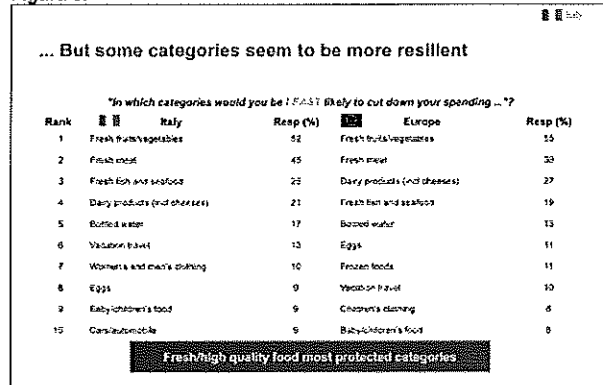 Italy
... But some categories seem to be more resilient
"In which categories would you be LEAST likely to cut down your spending ..."?
Rank Italy Resp (%) Europe Resp (%)
1 Fresh fruits/vegetables 52 Fresh fruits/vegetables
2 Fresh meat 45 Fresh meat
3 Fresh fish and seafood Dairy products (incl cheeses) 27
4 Dairy products (incl cheeses) 21 Fresh fish and seafood 19
5 Bottled water 17 Bottled water 13
6 Vacation travel 13 Eggs 11
7 Women's and men's clothing 10 Frozen foods 11
8 Eggs 9 Vacation travel 10
9 Baby/children's food 9 Children's clothing
10 Cars/automobile 9 Baby/children's food
Fresh/high quality food most protected categories